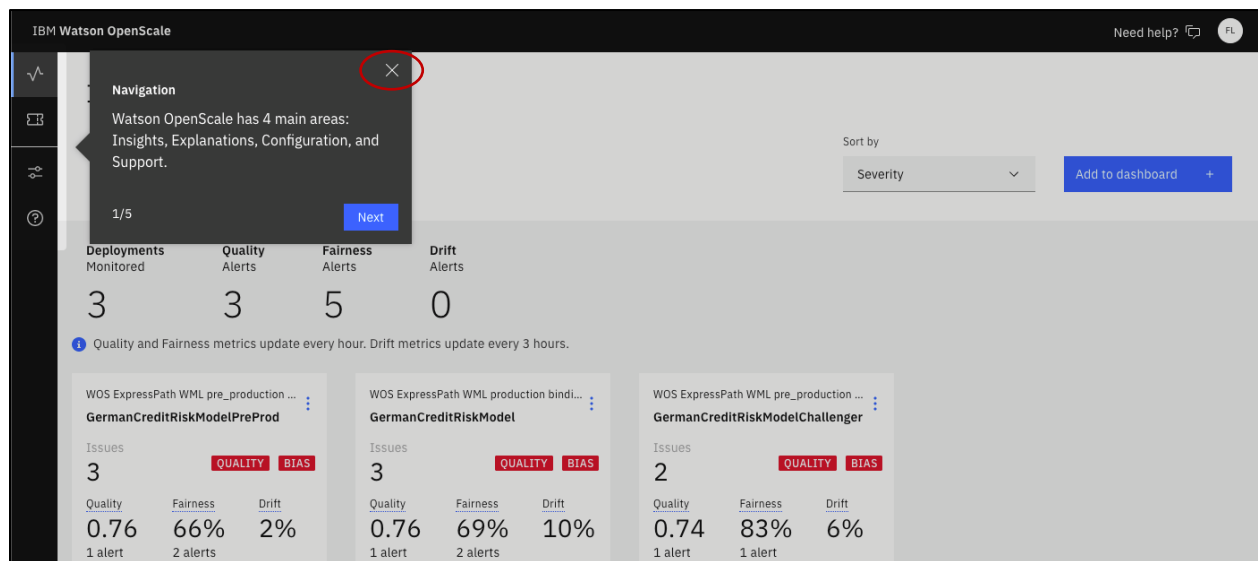 IBM Watson OpenScale
Need help?
FL
Navigation
Watson OpenScale has 4 main areas:
Insights, Explanations, Configuration, and
Support.
1/5
Next
Sort by
Severity
Add to dashboard +
Deployments
Monitored
3
Quality
Alerts
3
Fairness
Alerts
5
Drift
Alerts
0
Quality and Fairness metrics update every hour. Drift metrics update every 3 hours.
WOS ExpressPath WML pre_production ...
GermanCreditRiskModelPreProd
Issues
3
QUALITY BIAS
Quality Fairness Drift
0.76 66% 2%
1 alert 2 alerts
WOS ExpressPath WML production bindi...
GermanCreditRiskModel
Issues
3
QUALITY BIAS
Quality Fairness Drift
0.76 69% 10%
1 alert 2 alerts
WOS ExpressPath WML pre_production ...
GermanCreditRiskModelChallenger
Issues
2
QUALITY BIAS
Quality Fairness Drift
0.74 83% 6%
1 alert 1 alert